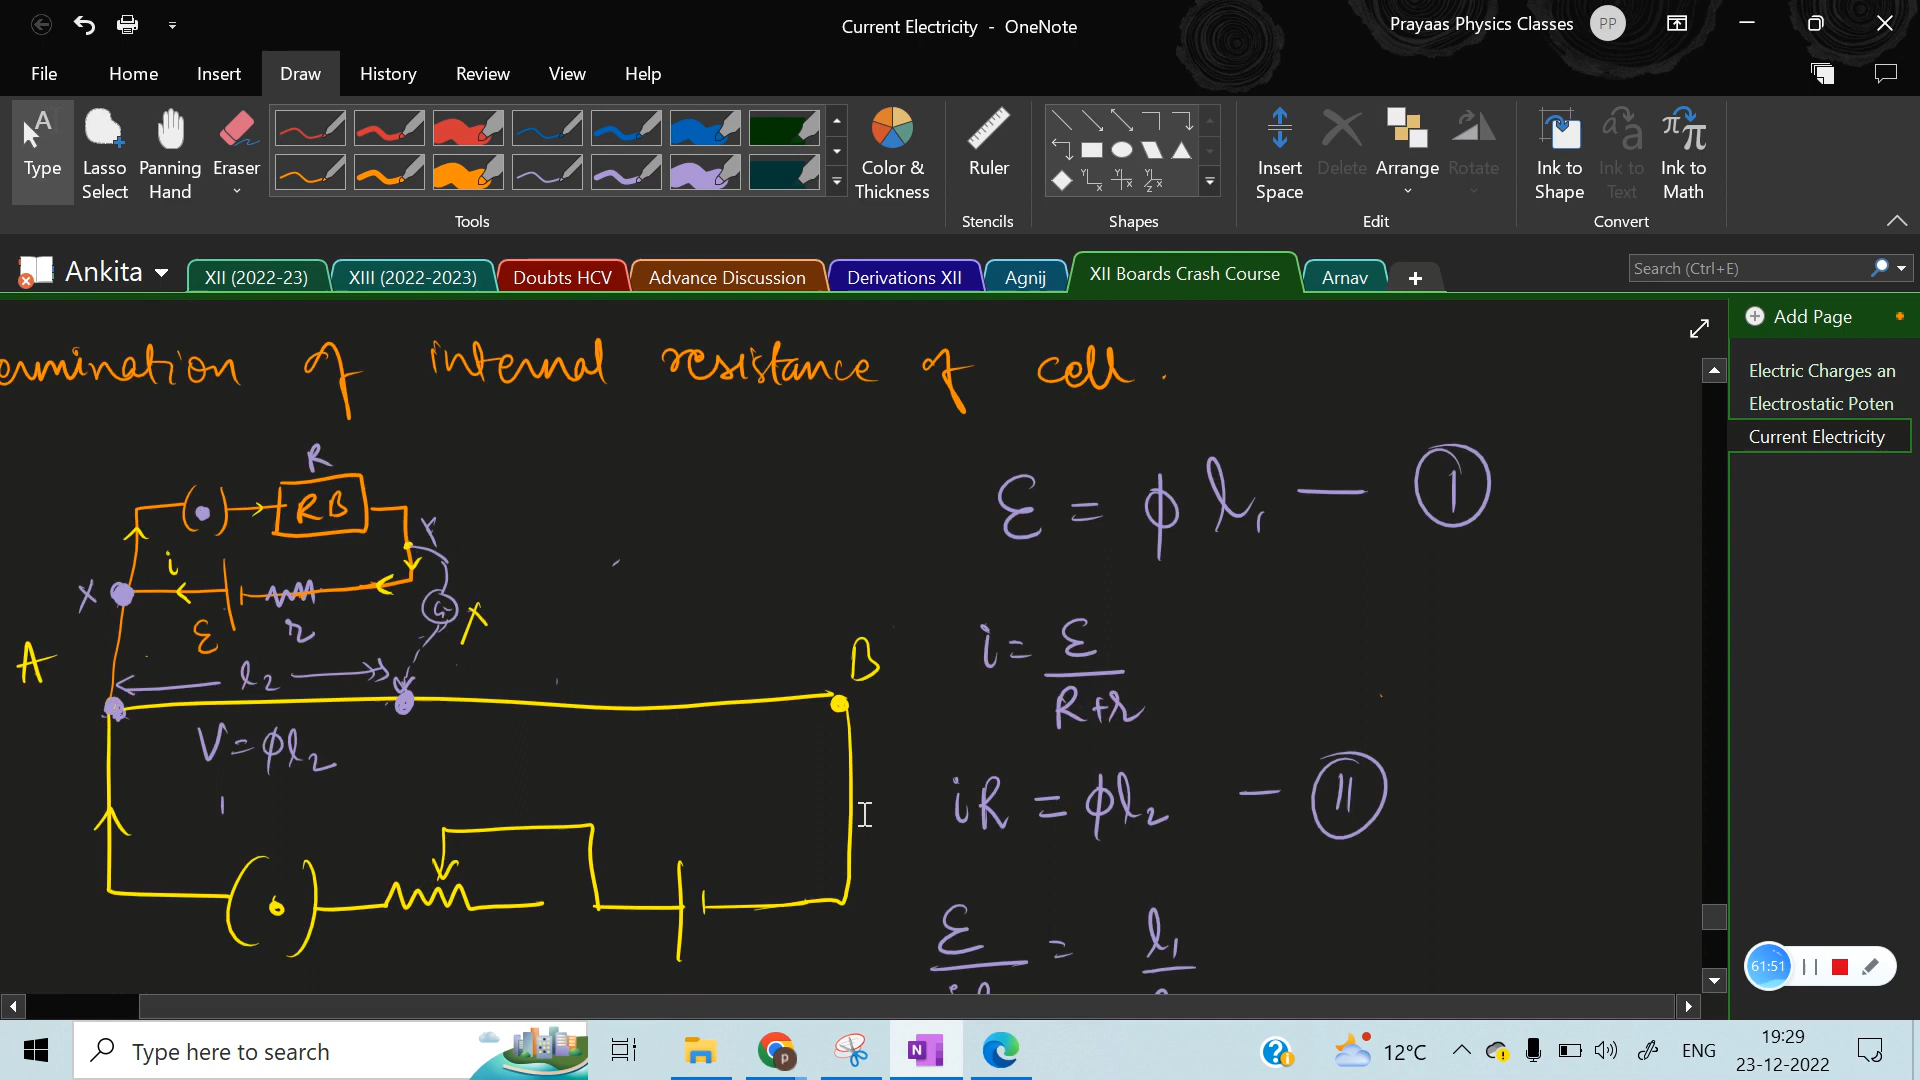 Current Electricity - OneNote
Prayaas Physics Classes PP
File Home Insert Draw History Review View Help
Type
Lasso Select
Panning Hand
Eraser
Color & Thickness
Ruler
Insert Space
Delete
Arrange
Rotate
Ink to Shape
Ink to Text
Ink to Math
Tools
Stencils
Shapes
Edit
Convert
Ankita
XII (2022-23)
XIII (2022-2023)
Doubts HCV
Advance Discussion
Derivations XII
Agnij
XII Boards Crash Course
Arnav
Search (Ctrl+E)
Add Page
Electric Charges an
Electrostatic Poten
Current Electricity
ermination of internal resistance of cell.
R
RB
Y
i
X
G
ε
r
A
l₂
B
V = ϕl₂
ε = ϕ l₁ — I
i = ε/(R+r)
iR = ϕl₂ — II
ε
=
l₁
61:51
Type here to search
12°C
ENG
19:29
23-12-2022